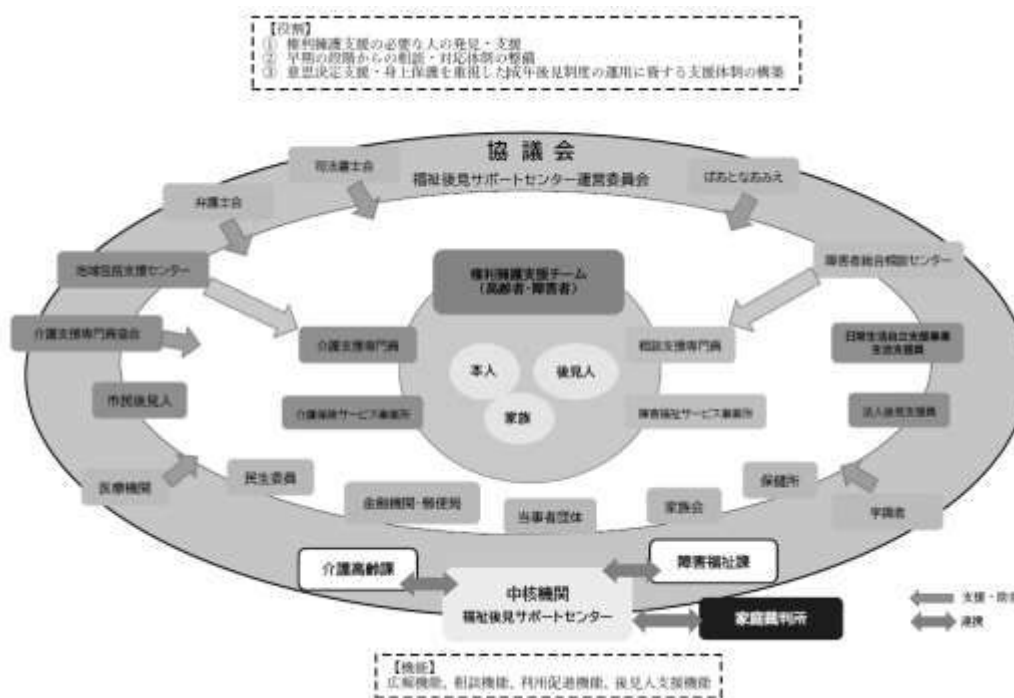 【役割】
① 権利擁護支援の必要な人の発見・支援
② 早期の段階からの相談・対応体制の整備
③ 意思決定支援・身上保護を重視した成年後見制度の運用に資する支援体制の構築
協議会
福祉後見サポートセンター運営委員会
司法書士会
ぱあとなあみえ
弁護士会
地域包括支援センター
障害者総合相談センター
権利擁護支援チーム
(高齢者・障害者)
介護支援専門員協会
介護支援専門員
相談支援専門員
日常生活自立支援事業
生活支援員
本人
後見人
家族
市民後見人
介護保険サービス事業所
障害福祉サービス事業所
法人後見支援員
医療機関
民生委員
金融機関・郵便局
当事者団体
家族会
保健所
学識者
介護高齢課
障害福祉課
中核機関
福祉後見サポートセンター
家庭裁判所
支援・助言
連携
【機能】
広報機能、相談機能、利用促進機能、後見人支援機能